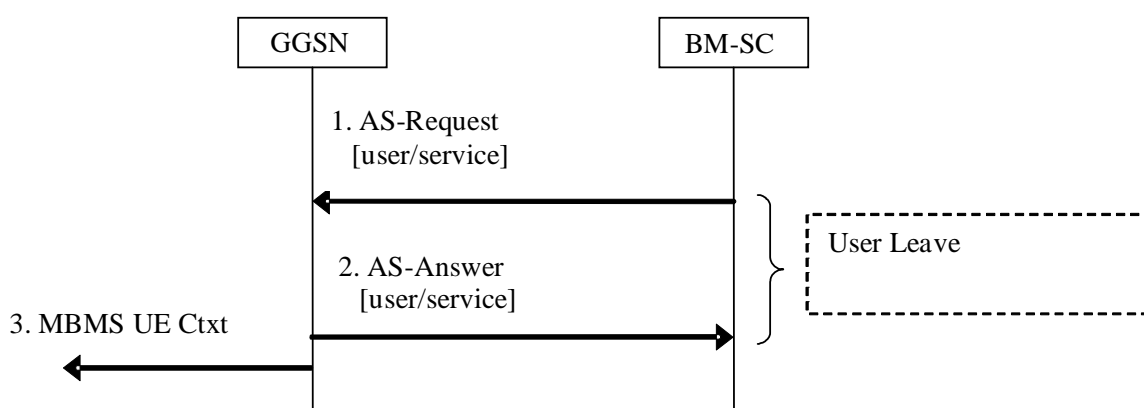 GGSN
BM-SC
1. AS-Request
[user/service]
User Leave
2. AS-Answer
[user/service]
3. MBMS UE Ctxt